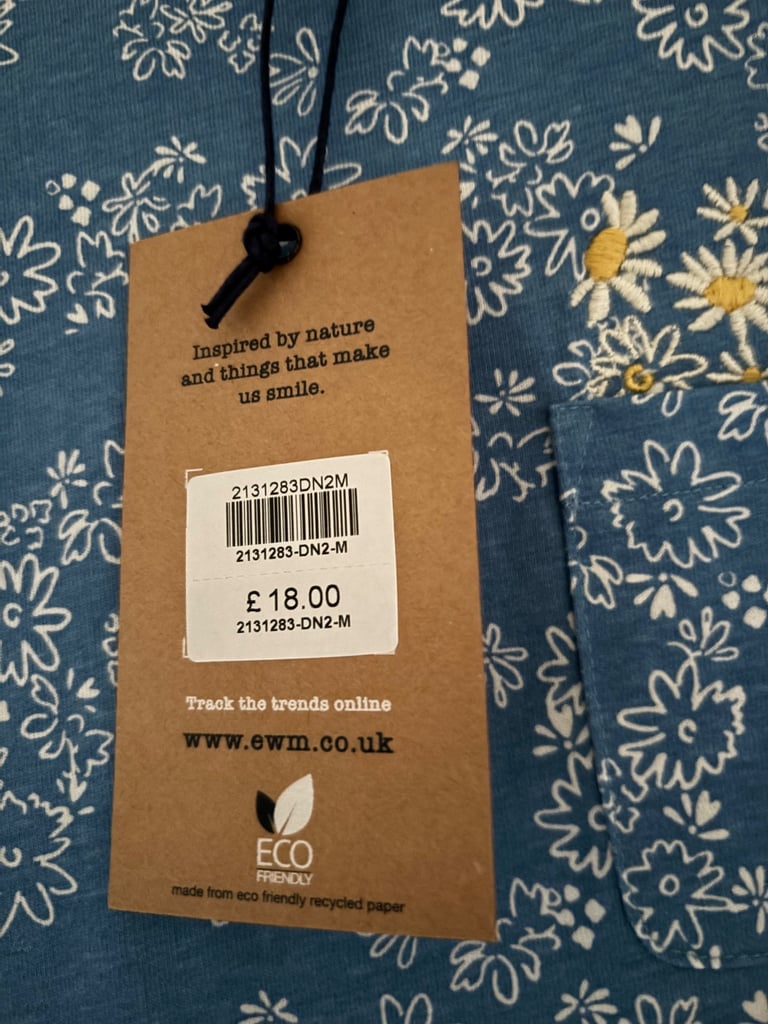 Inspired by nature
and things that make
us smile.
2131283DN2M
2131283-DN2-M
£18.00
2131283-DN2-M
Track the trends online
www.ewm.co.uk
ECO
FRIENDLY
made from eco friendly recycled paper